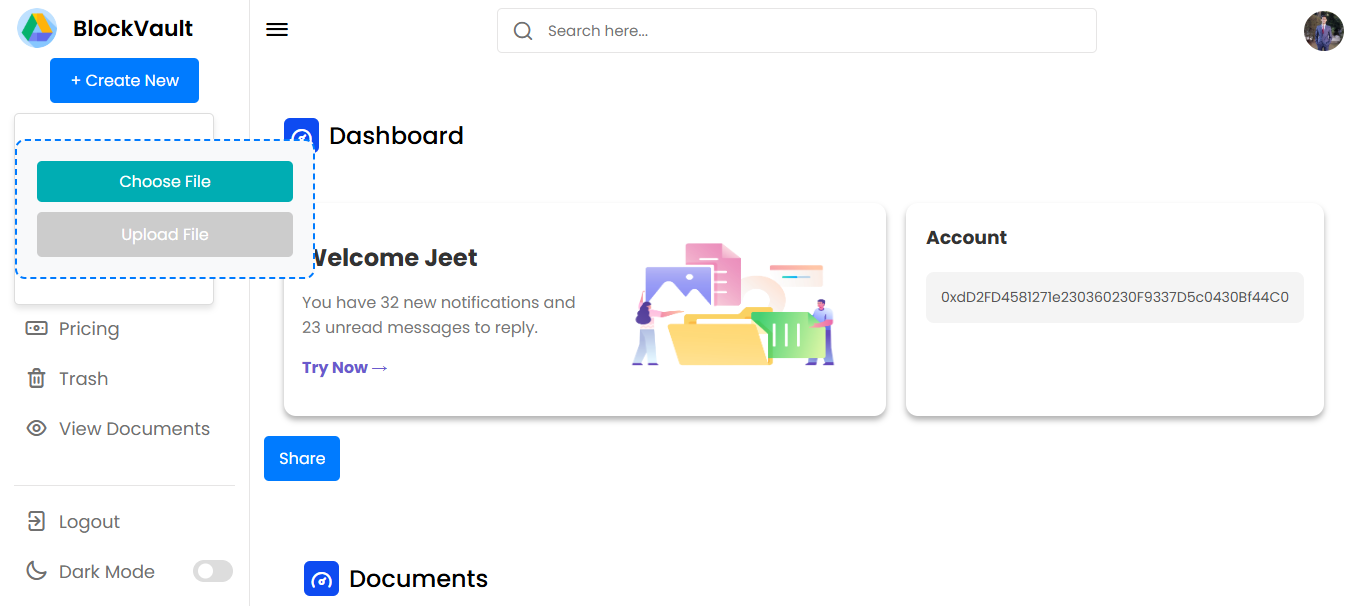 BlockVault
+ Create New
Choose File
Upload File
Pricing
Trash
View Documents
Logout
Dark Mode
Search here...
Dashboard
Welcome Jeet
You have 32 new notifications and
23 unread messages to reply.
Try Now →
Account
0xdD2FD4581271e230360230F9337D5c0430Bf44C0
Share
Documents